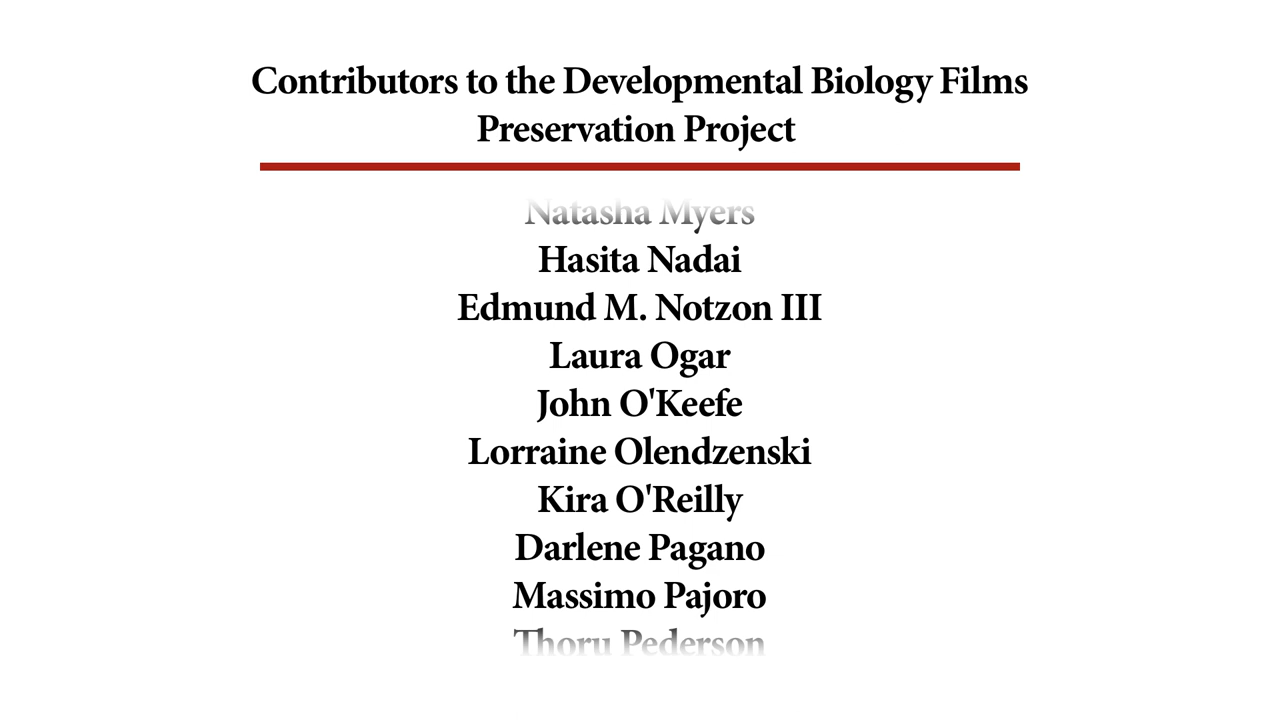 Contributors to the Developmental Biology Films
Preservation Project
Natasha Myers
Hasita Nadai
Edmund M. Notzon III
Laura Ogar
John O'Keefe
Lorraine Olendzenski
Kira O'Reilly
Darlene Pagano
Massimo Pajoro
Thoru Pederson